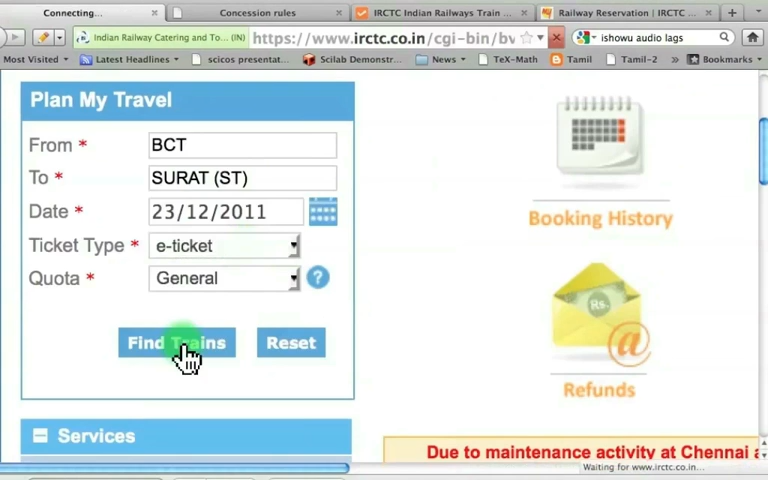 Connecting...
Concession rules
IRCTC Indian Railways Train ...
Railway Reservation | IRCTC ...
Indian Railway Catering and To... (IN)
https://www.irctc.co.in/cgi-bin/bv
ishowu audio lags
Most Visited
Latest Headlines
scicos presentat...
Scilab Demonstr...
News
TeX-Math
Tamil
Tamil-2
»
Bookmarks
Plan My Travel
From *
BCT
To *
SURAT (ST)
Date *
23/12/2011
Ticket Type *
e-ticket
Quota *
General
?
Find Trains
Reset
Services
Booking History
Rs.
@
Refunds
Due to maintenance activity at Chennai a
Waiting for www.irctc.co.in...